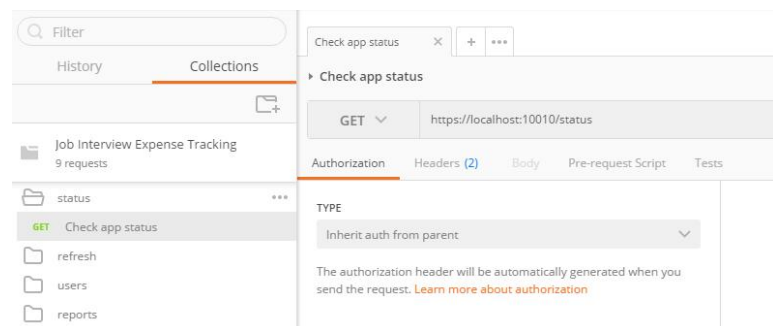 Filter
History Collections
Job Interview Expense Tracking
9 requests
status
GET Check app status
refresh
users
reports
Check app status
Check app status
GET https://localhost:10010/status
Authorization Headers (2) Body Pre-request Script Tests
TYPE
Inherit auth from parent
The authorization header will be automatically generated when you
send the request. Learn more about authorization